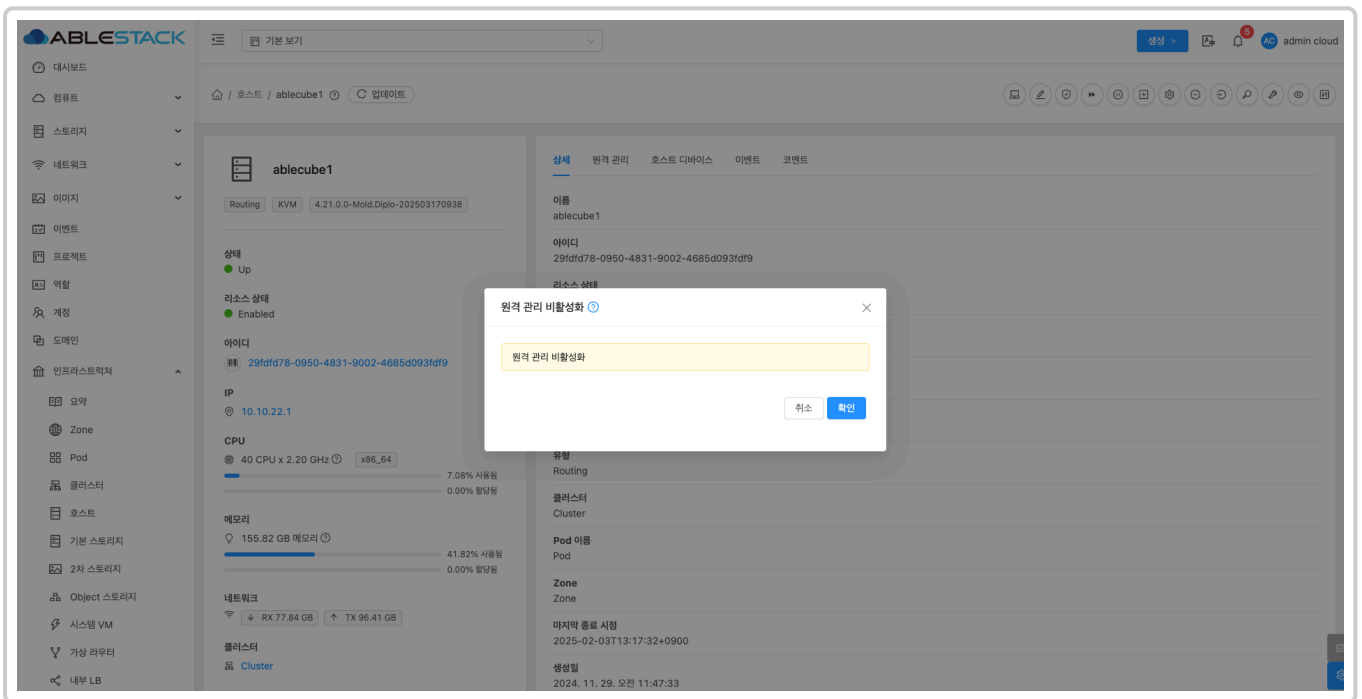 ABLESTACK
기본 보기
생성
5
AC
admin cloud
대시보드
컴퓨트
스토리지
네트워크
이미지
이벤트
프로젝트
역할
계정
도메인
인프라스트럭쳐
요약
Zone
Pod
클러스터
호스트
기본 스토리지
2차 스토리지
Object 스토리지
시스템 VM
가상 라우터
내부 LB
/ 호스트 / ablecube1
업데이트
ablecube1
Routing
KVM
4.21.0.0-Mold.Diplo-202503170938
상태
Up
리소스 상태
Enabled
아이디
29fdfd78-0950-4831-9002-4685d093fdf9
IP
10.10.22.1
CPU
40 CPU x 2.20 GHz
x86_64
7.08% 사용됨
0.00% 할당됨
메모리
155.82 GB 메모리
41.82% 사용됨
0.00% 할당됨
네트워크
RX 77.84 GB
TX 96.41 GB
클러스터
Cluster
상세
원격 관리
호스트 디바이스
이벤트
코멘트
이름
ablecube1
아이디
29fdfd78-0950-4831-9002-4685d093fdf9
리소스 상태
원격 관리 비활성화
원격 관리 비활성화
취소
확인
유형
Routing
클러스터
Cluster
Pod 이름
Pod
Zone
Zone
마지막 종료 시점
2025-02-03T13:17:32+0900
생성일
2024. 11. 29. 오전 11:47:33